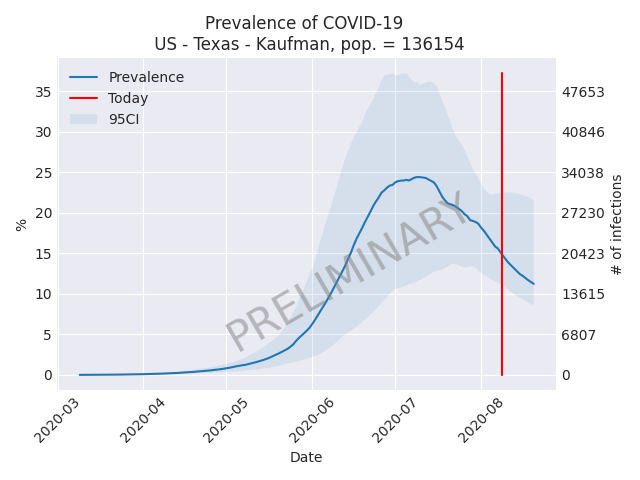 Prevalence of COVID-19
US - Texas - Kaufman, pop. = 136154
Prevalence
Today
95CI
%
35
30
25
20
15
10
5
0
47653
40846
34038
27230
20423
13615
6807
0
# of infections
PRELIMINARY
2020-03
2020-04
2020-05
2020-06
2020-07
2020-08
Date